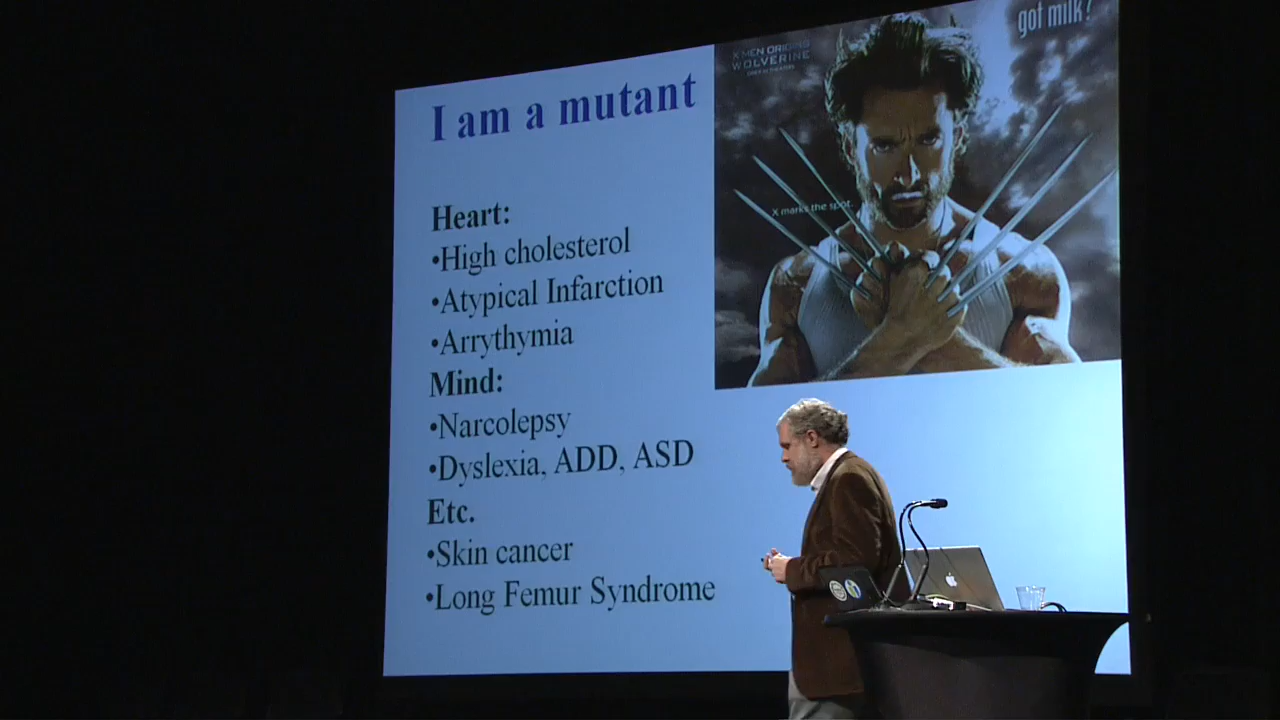 I am a mutant
Heart:
•High cholesterol
•Atypical Infarction
•Arrythmia
Mind:
•Narcolepsy
•Dyslexia, ADD, ASD
Etc.
•Skin cancer
•Long Femur Syndrome
got milk?
X-MEN ORIGINS
WOLVERINE
X marks the spot.